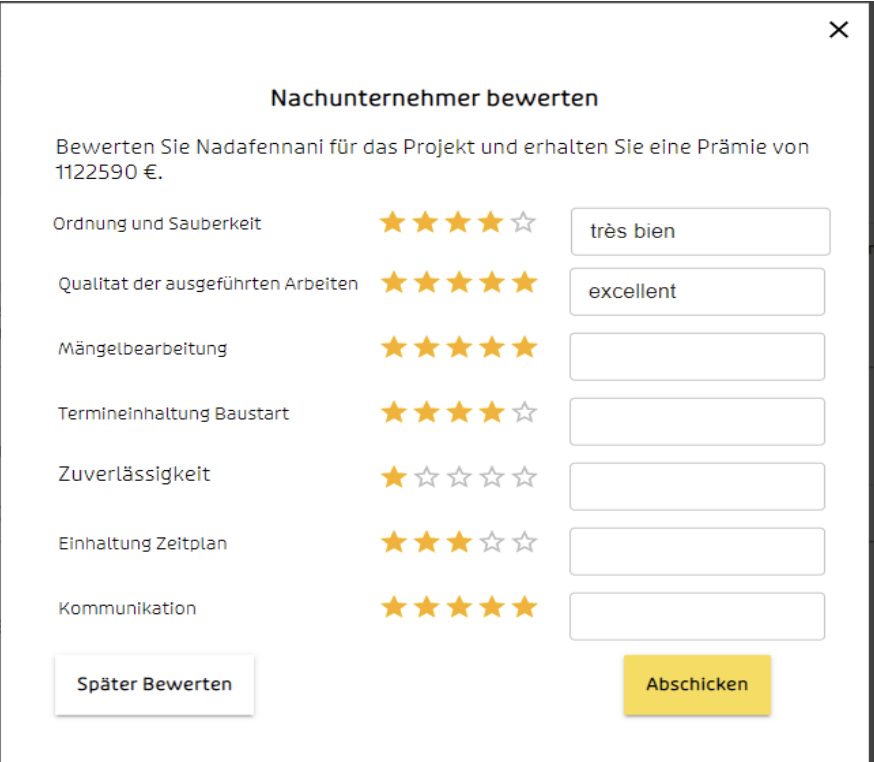 Nachunternehmer bewerten
Bewerten Sie Nadafennani für das Projekt und erhalten Sie eine Prämie von
1122590 €.
Ordnung und Sauberkeit très bien
Qualitat der ausgeführten Arbeiten excellent
Mängelbearbeitung
Termineinhaltung Baustart
Zuverlässigkeit
Einhaltung Zeitplan
Kommunikation
Später Bewerten Abschicken